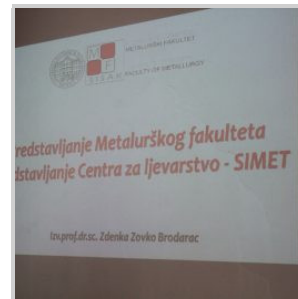 METALURŠKI FAKULTET
M F
SISAK FACULTY OF METALLURGY
redstavljanje Metalurškog fakulteta
dstavljanje Centra za ljevarstvo - SIMET
Izv.prof.dr.sc. Zdenka Zovko Brodarac